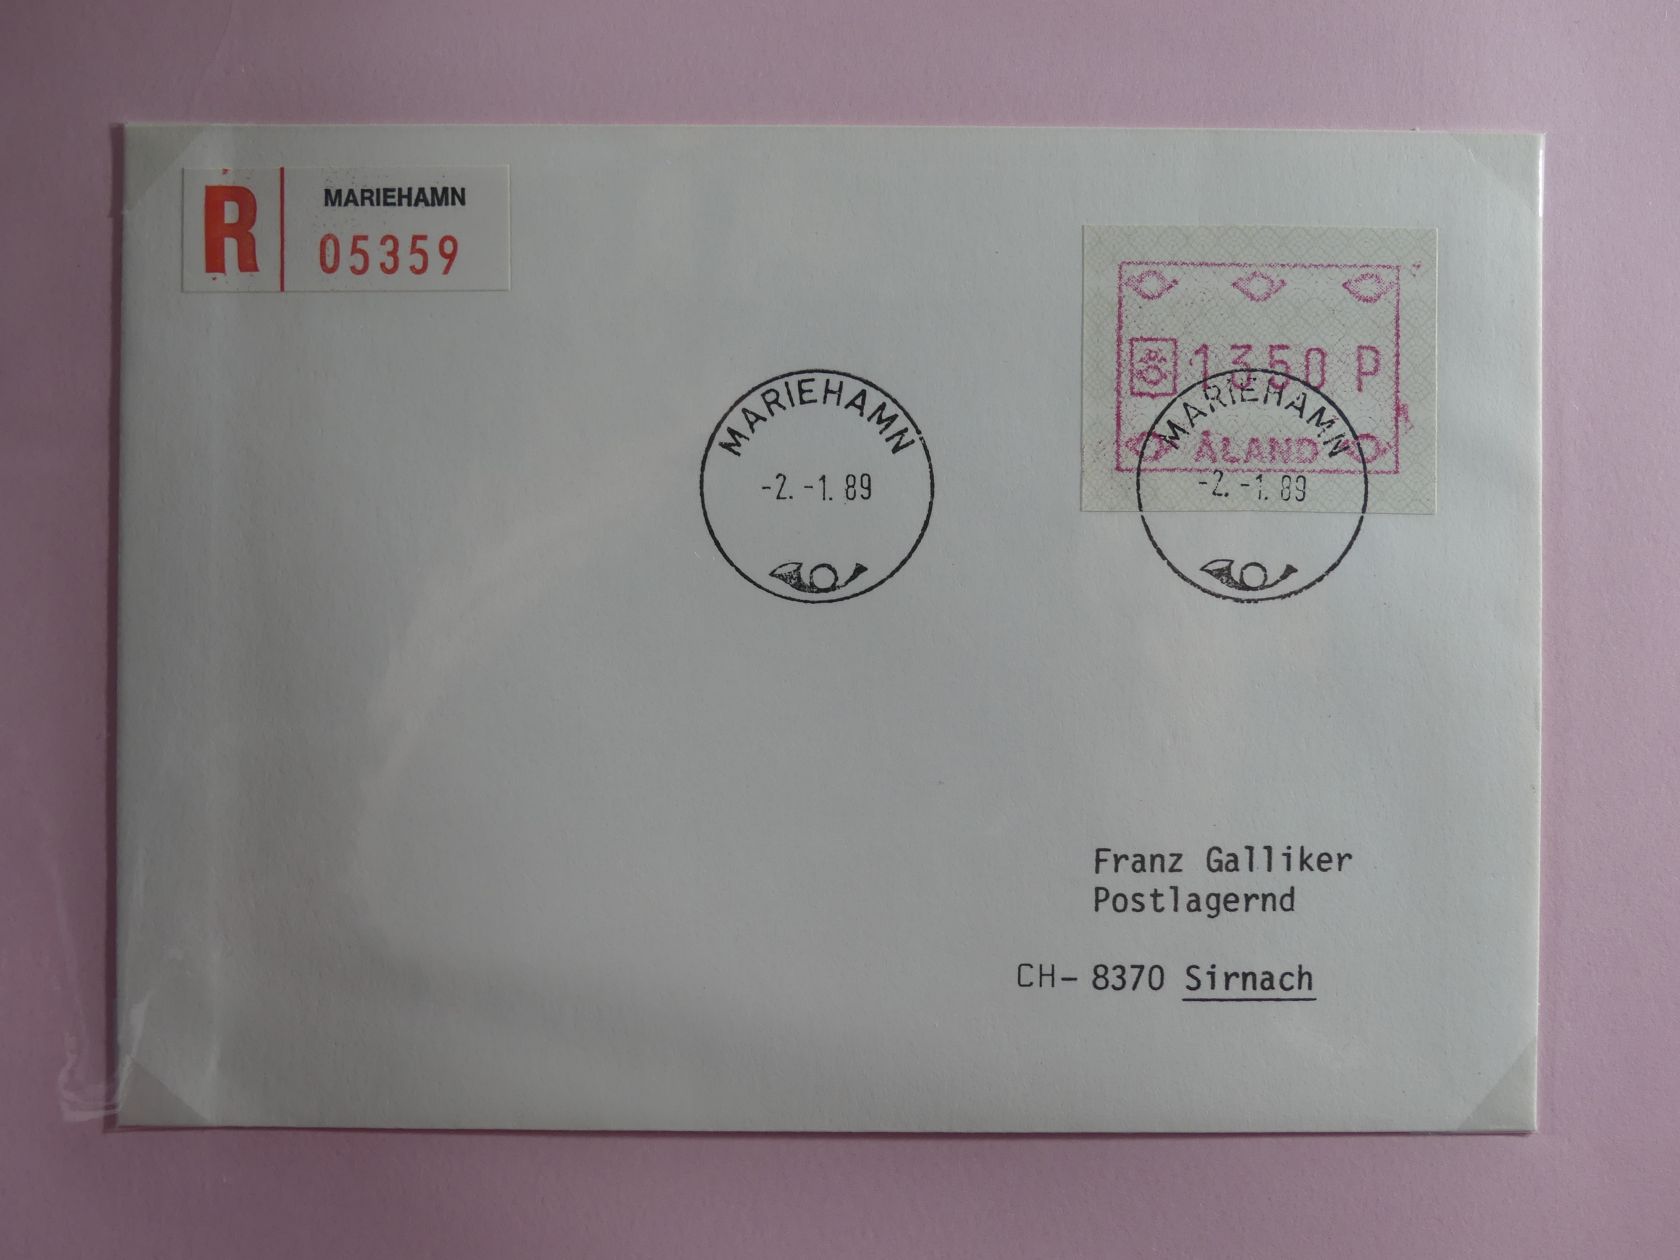 R
MARIEHAMN
05359
1350 P
ÅLAND
MARIEHAMN
-2. -1. 89
MARIEHAMN
-2. -1. 89
Franz Galliker
Postlagernd
CH- 8370 Sirnach